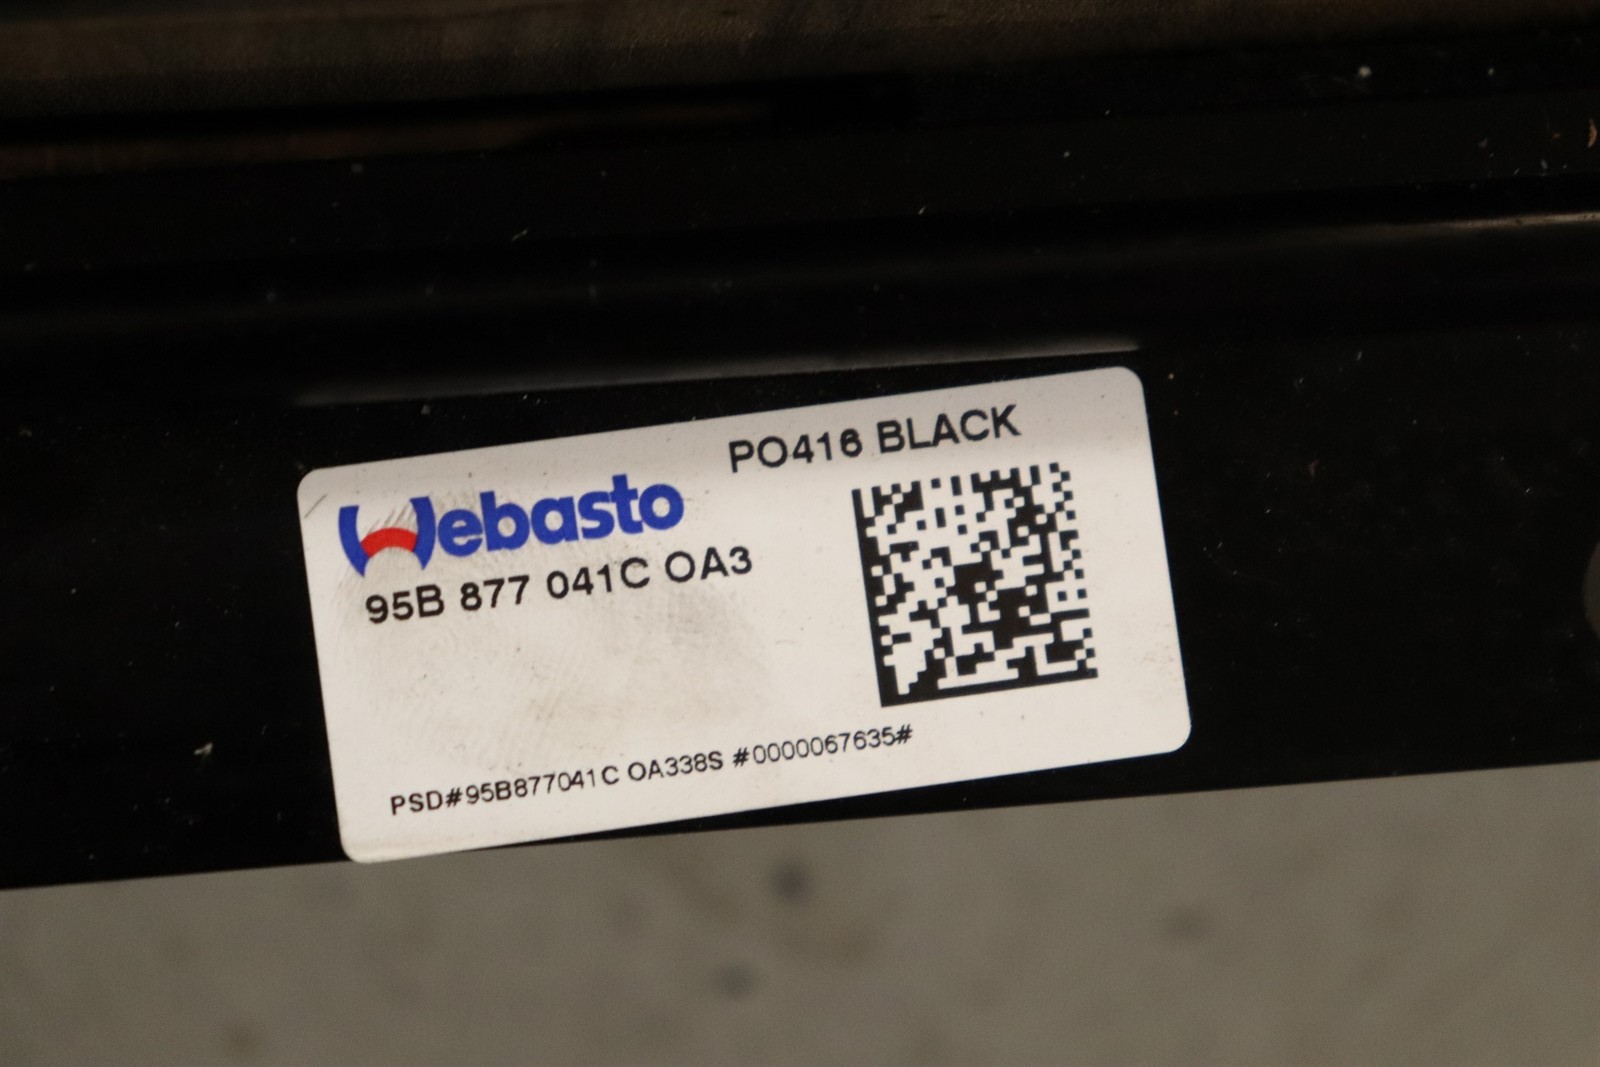 PO416 BLACK
Webasto
95B 877 041C OA3
PSD#95B877041C OA338S #0000067635#